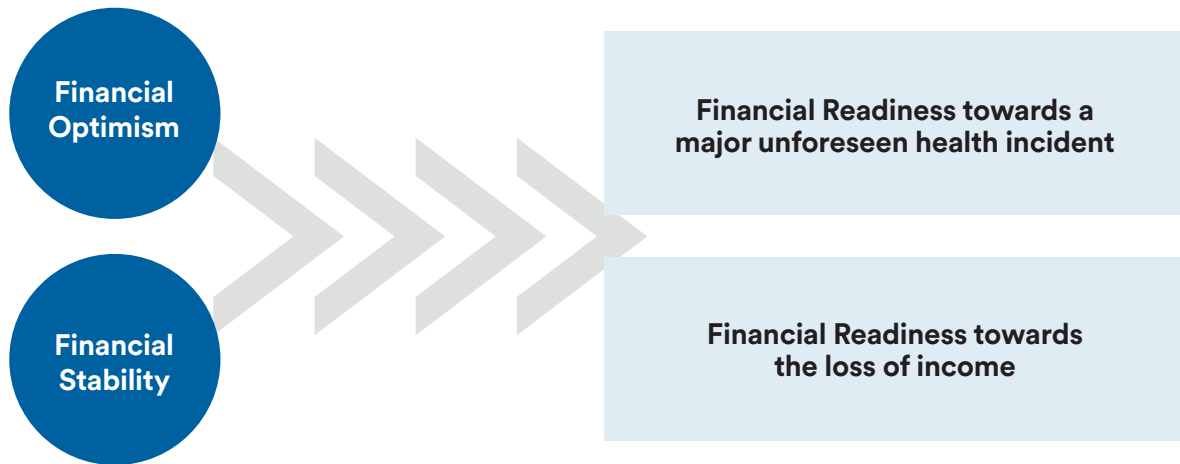 Financial
Optimism
Financial Readiness towards a
major unforeseen health incident
Financial
Stability
Financial Readiness towards
the loss of income